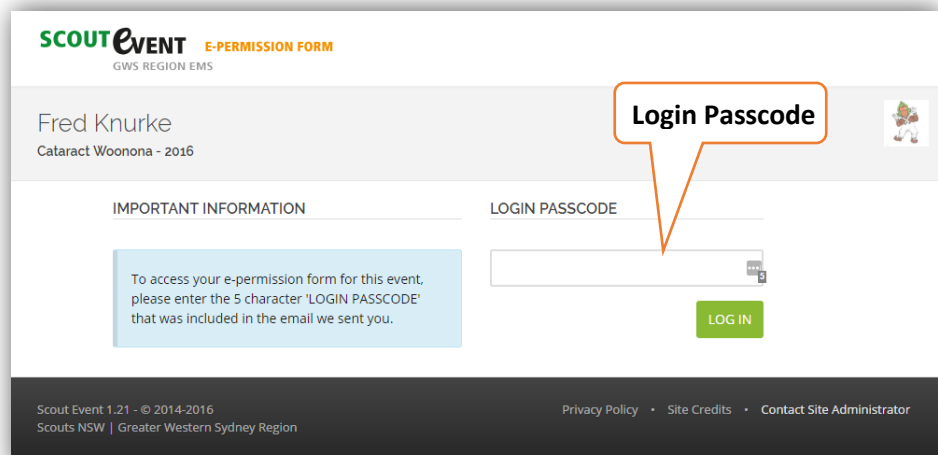 SCOUT eVENT E-PERMISSION FORM
GWS REGION EMS
Login Passcode
Fred Knurke
Cataract Woonona - 2016
IMPORTANT INFORMATION
LOGIN PASSCODE
To access your e-permission form for this event,
please enter the 5 character 'LOGIN PASSCODE'
that was included in the email we sent you.
5
LOG IN
Scout Event 1.21 - © 2014-2016
Privacy Policy • Site Credits • Contact Site Administrator
Scouts NSW | Greater Western Sydney Region